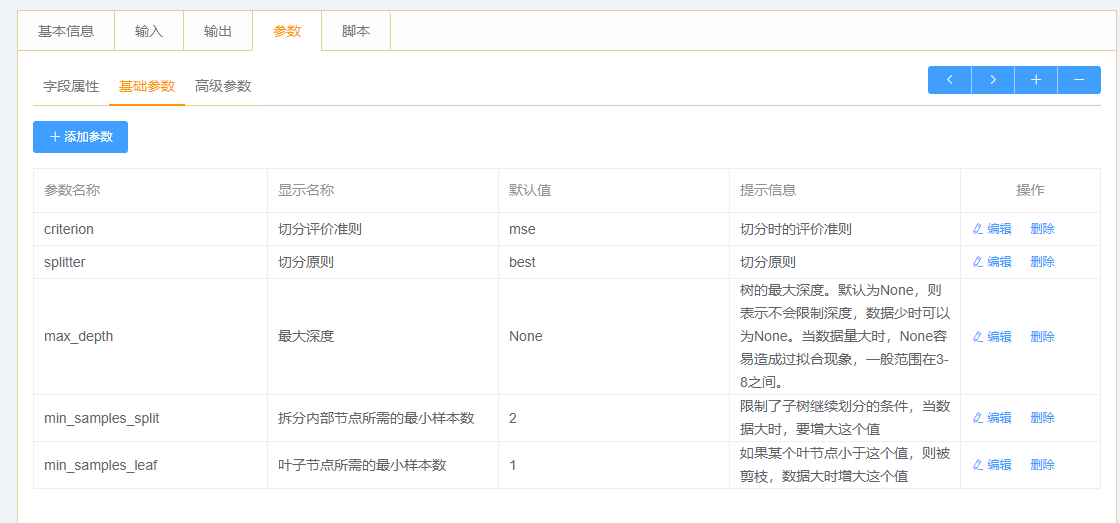 基本信息 输入 输出 参数 脚本
字段属性 基础参数 高级参数
+ 添加参数
参数名称 显示名称 默认值 提示信息 操作
criterion 切分评价准则 mse 切分时的评价准则 编辑 删除
splitter 切分原则 best 切分原则 编辑 删除
树的最大深度。默认为None，则
表示不会限制深度，数据少时可以
max_depth 最大深度 None 为None。当数据量大时，None容 编辑 删除
易造成过拟合现象，一般范围在3-
8之间。
min_samples_split 拆分内部节点所需的最小样本数 2 限制了子树继续划分的条件，当数 编辑 删除
据大时，要增大这个值
min_samples_leaf 叶子节点所需的最小样本数 1 如果某个叶节点小于这个值，则被 编辑 删除
剪枝，数据大时增大这个值